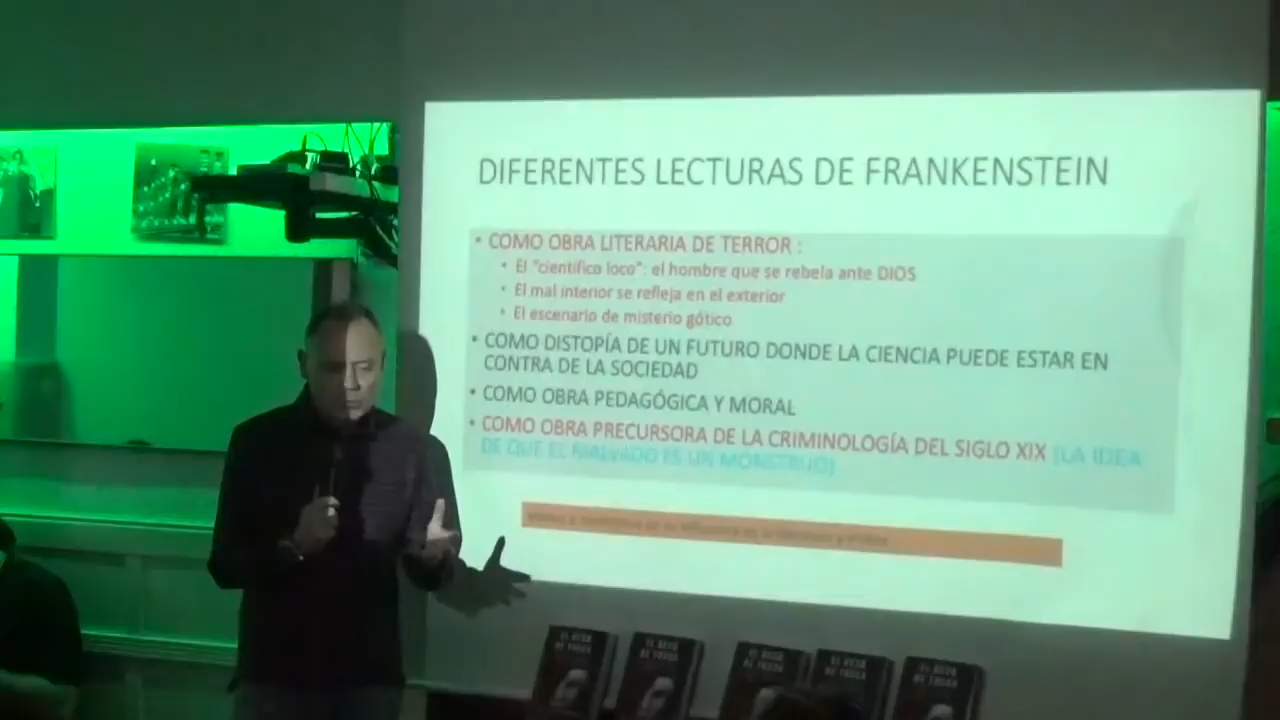 DIFERENTES LECTURAS DE FRANKENSTEIN
• COMO OBRA LITERARIA DE TERROR :
• El "científico loco": el hombre que se rebela ante DIOS
• El mal interior se refleja en el exterior
• El escenario de misterio gótico
• COMO DISTOPÍA DE UN FUTURO DONDE LA CIENCIA PUEDE ESTAR EN
CONTRA DE LA SOCIEDAD
• COMO OBRA PEDAGÓGICA Y MORAL
• COMO OBRA PRECURSORA DE LA CRIMINOLOGÍA DEL SIGLO XIX (LA IDEA
DE QUE EL MALVADO ES UN MONSTRUO)